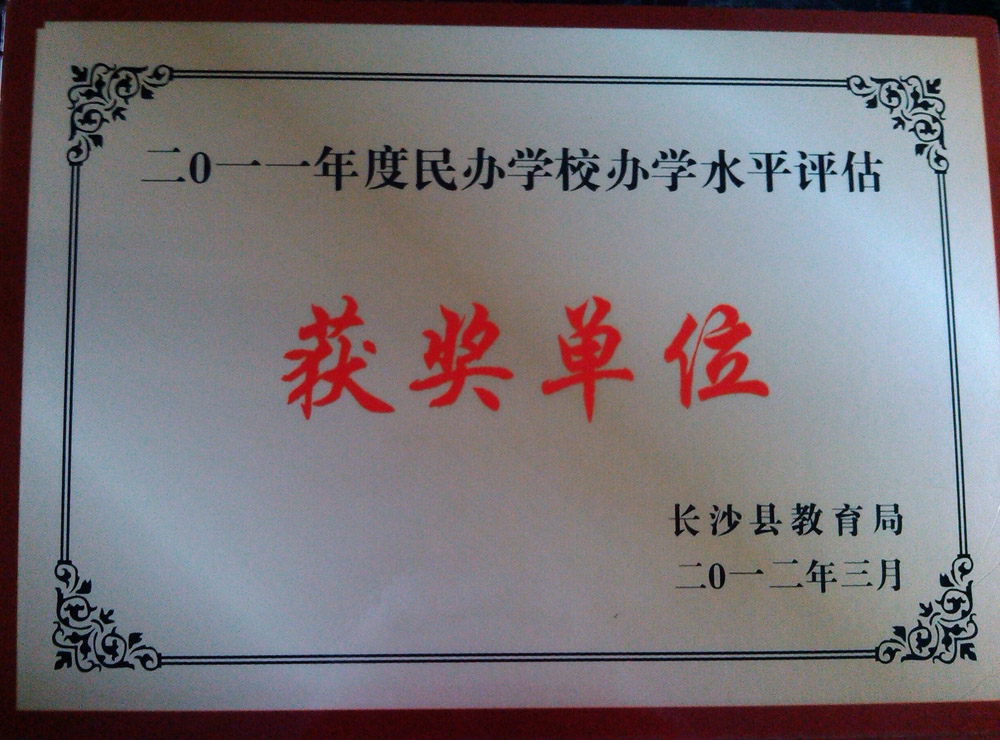 二0一一年度民办学校办学水平评估
获奖单位
长沙县教育局
二0一二年三月